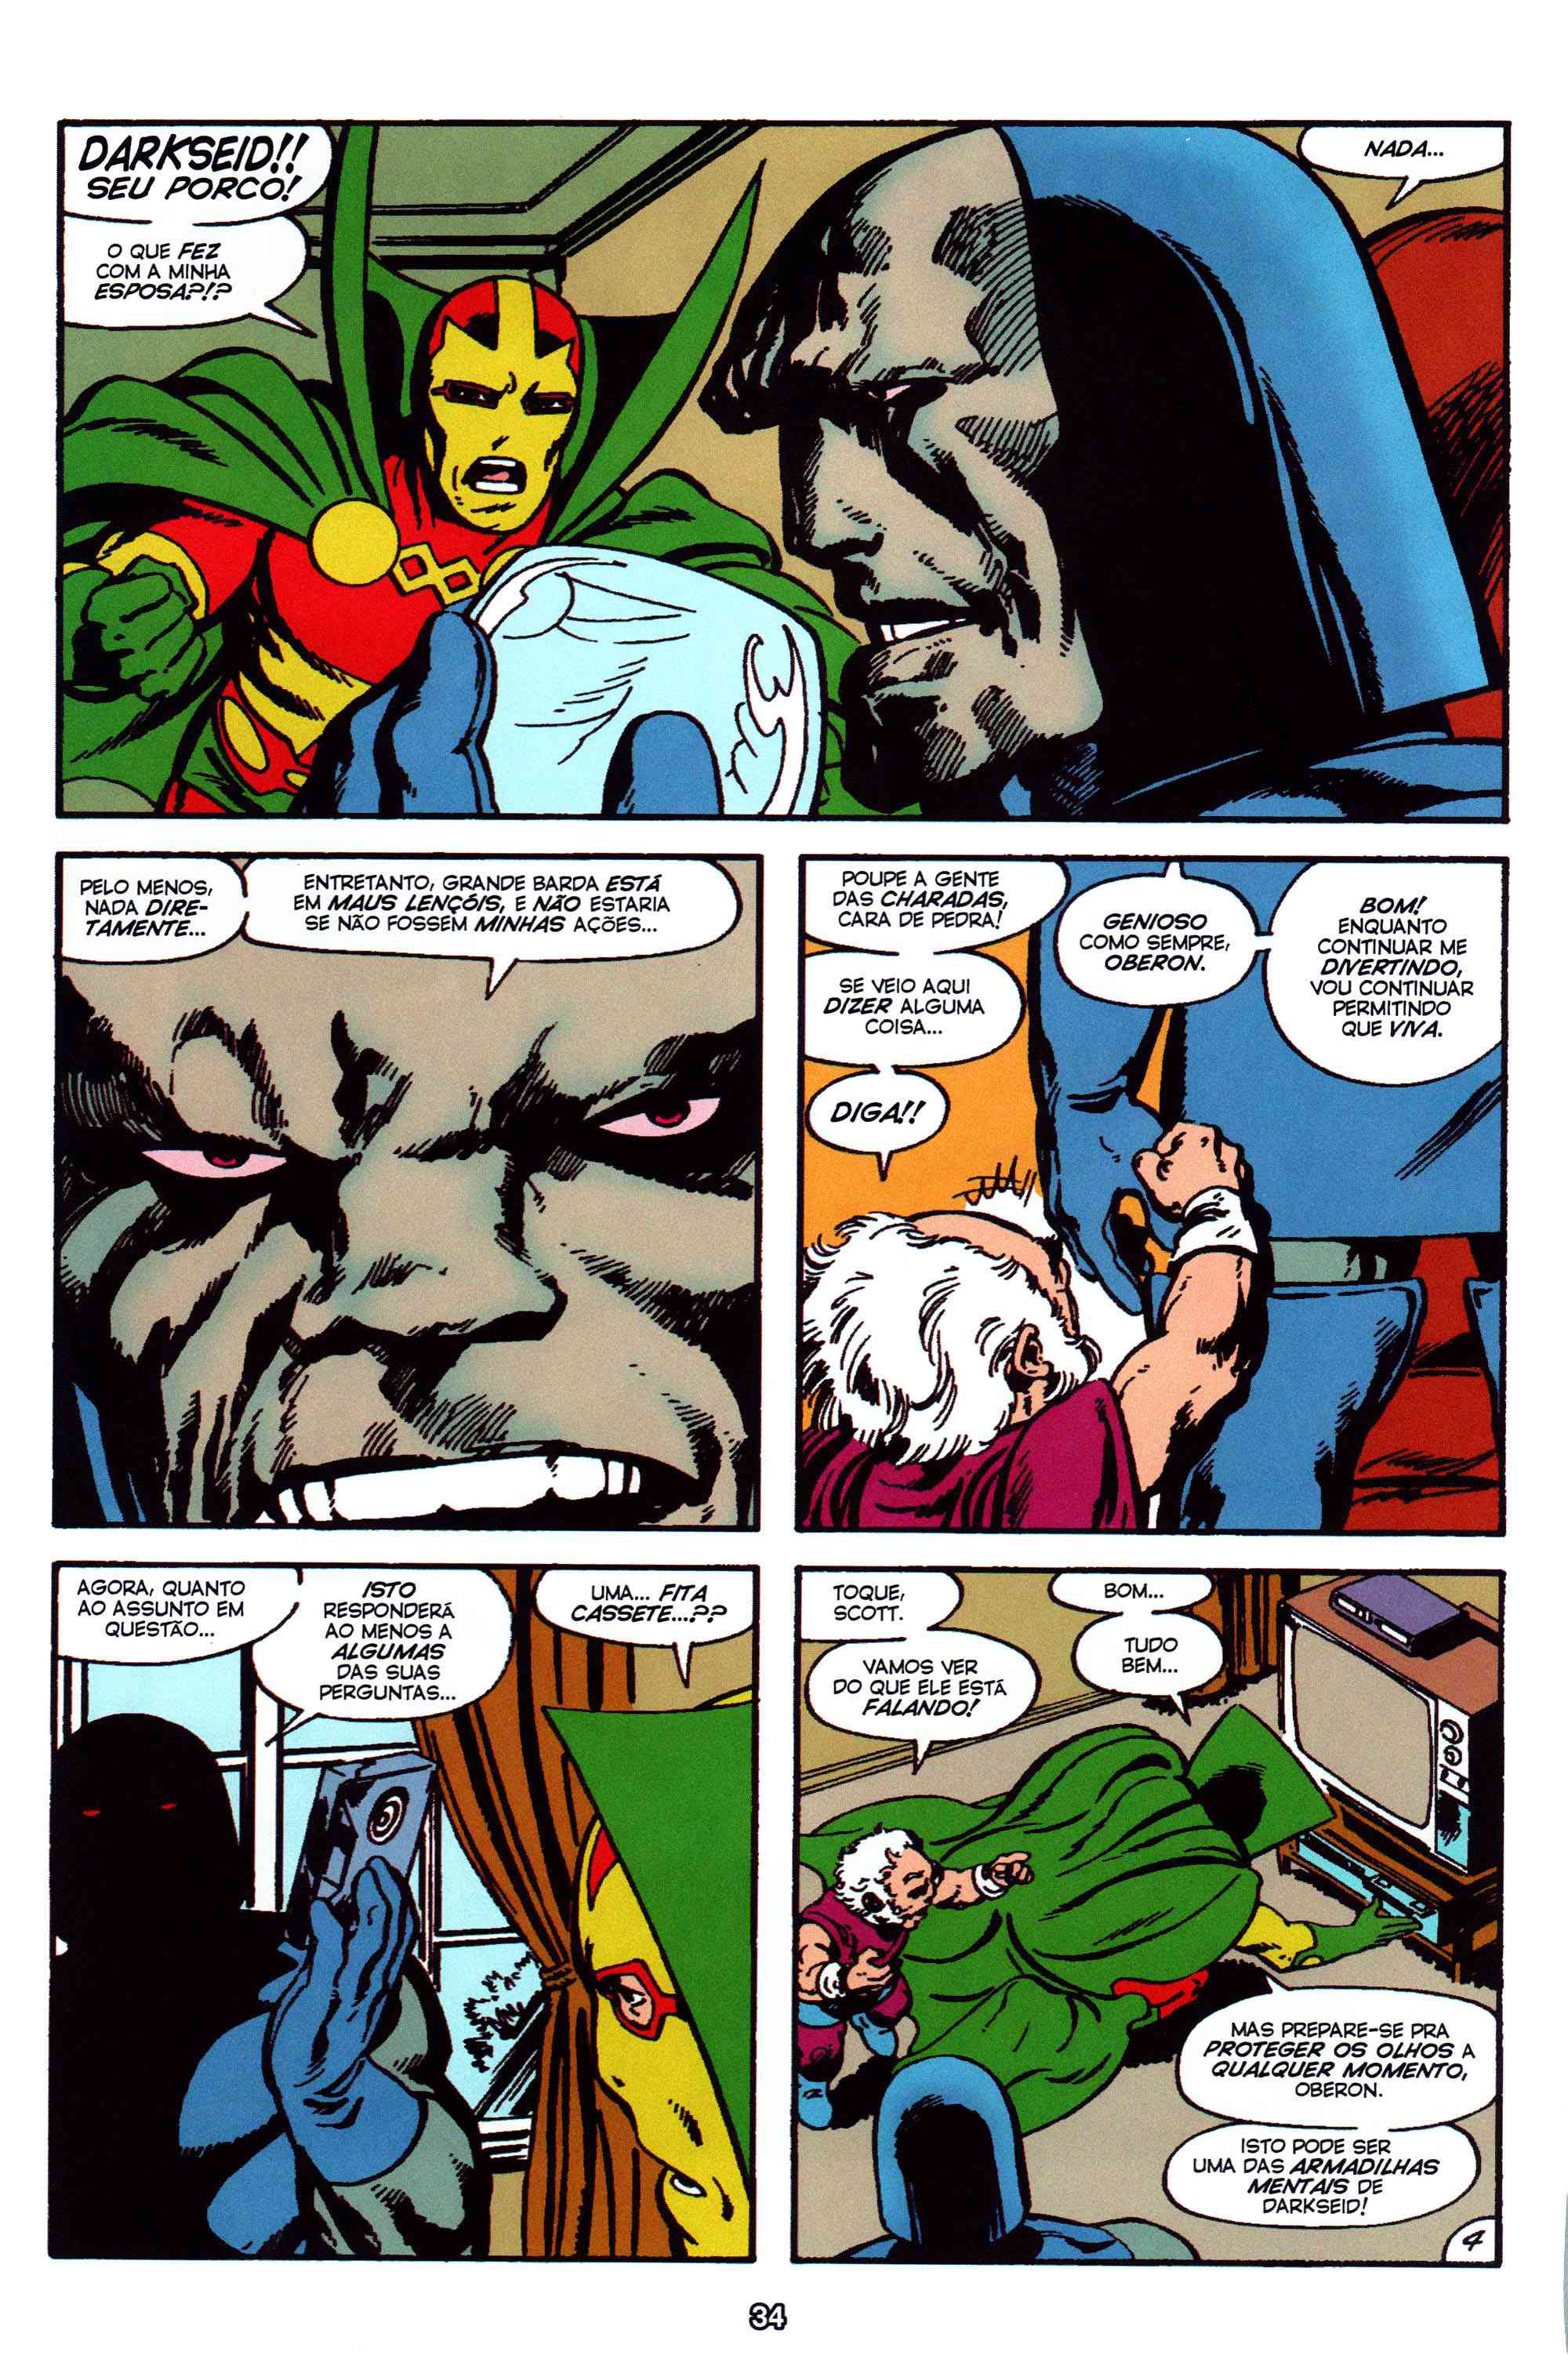 DARKSEID!!
SEU PORCO!
O QUE FEZ
COM A MINHA
ESPOSA?!?
NADA...
PELO MENOS,
NADA DIRE-
TAMENTE...
ENTRETANTO, GRANDE BARDA ESTÁ
EM MAUS LENÇÓIS, E NÃO ESTARIA
SE NÃO FOSSEM MINHAS AÇÕES...
POUPE A GENTE
DAS CHARADAS,
CARA DE PEDRA!
SE VEIO AQUI
DIZER ALGUMA
COISA...
DIGA!!
GENIOSO
COMO SEMPRE,
OBERON.
BOM!
ENQUANTO
CONTINUAR ME
DIVERTINDO,
VOU CONTINUAR
PERMITINDO
QUE VIVA.
AGORA, QUANTO
AO ASSUNTO EM
QUESTÃO...
ISTO
RESPONDERÁ
AO MENOS A
ALGUMAS
DAS SUAS
PERGUNTAS...
UMA... FITA
CASSETE...??
TOQUE,
SCOTT.
VAMOS VER
DO QUE ELE ESTÁ
FALANDO!
BOM...
TUDO
BEM...
MAS PREPARE-SE PRA
PROTEGER OS OLHOS A
QUALQUER MOMENTO,
OBERON.
ISTO PODE SER
UMA DAS ARMADILHAS
MENTAIS DE
DARKSEID!
4
34